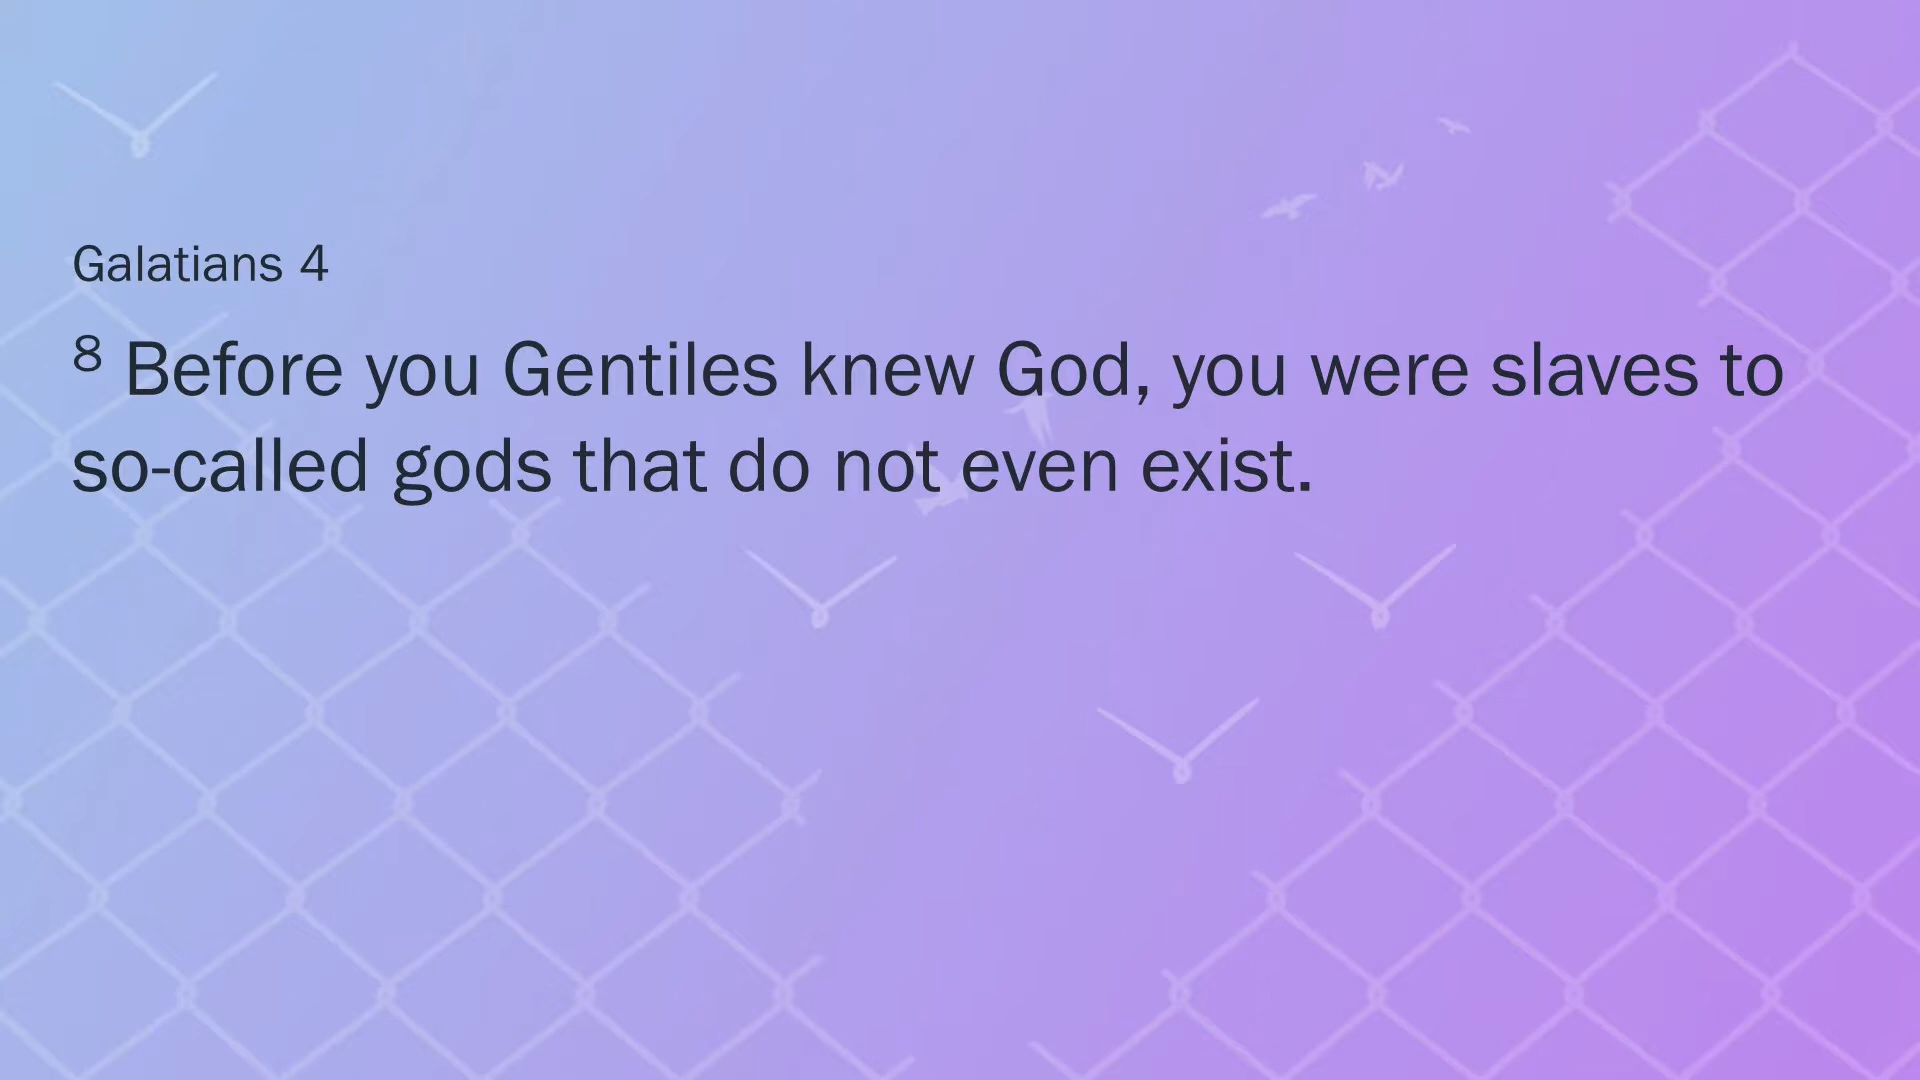 Galatians 4
8 Before you Gentiles knew God, you were slaves to
so-called gods that do not even exist.